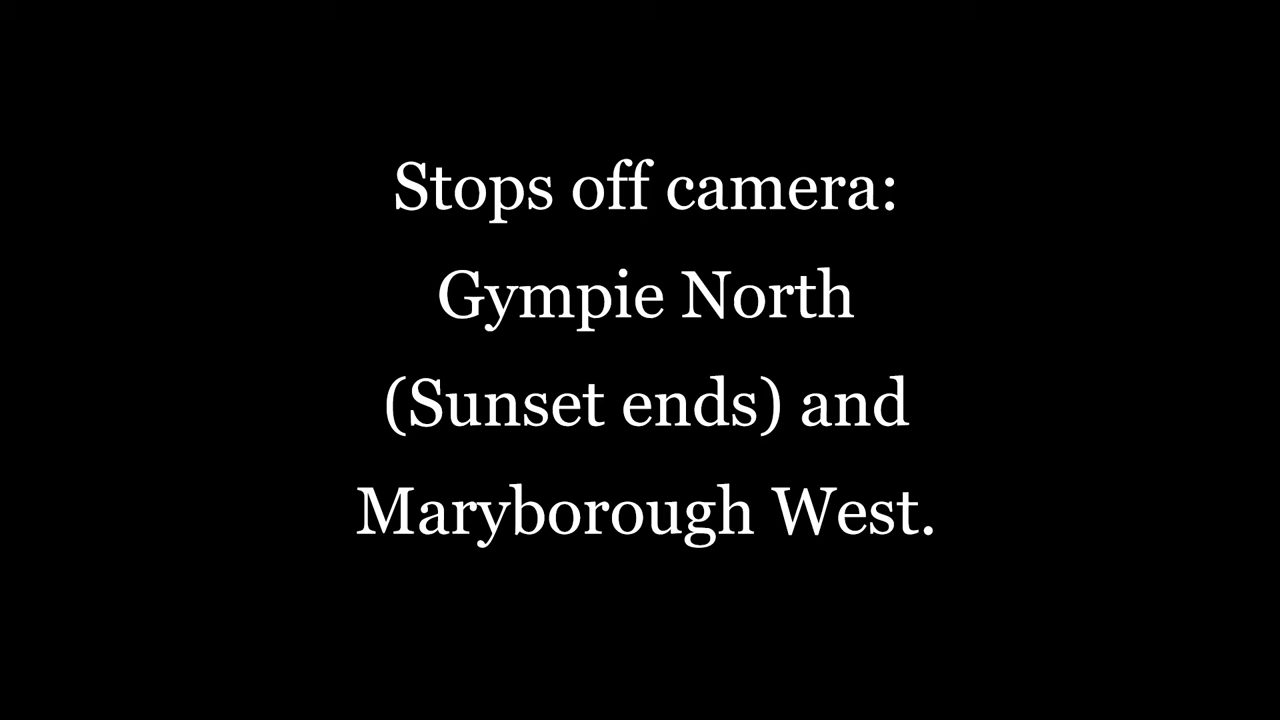 Stops off camera:
Gympie North
(Sunset ends) and
Maryborough West.